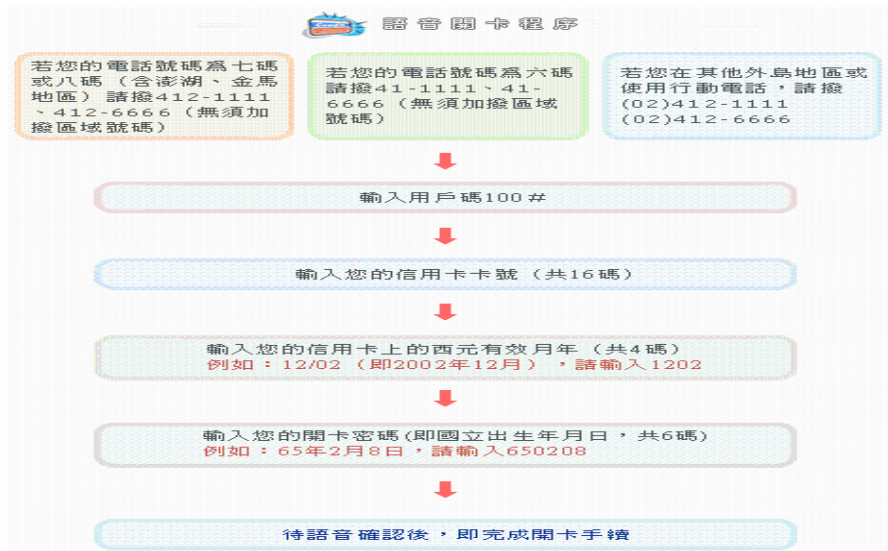 語音開卡程序
若您的電話號碼為七碼
或八碼（含澎湖、金馬
地區）請撥412-1111
、412-6666（無須加
撥區域號碼）
若您的電話號碼為六碼
請撥41-1111、41-
6666（無須加撥區域
號碼）
若您在其他外島地區或
使用行動電話，請撥
(02)412-1111
(02)412-6666
輸入用戶碼100#
輸入您的信用卡卡號（共16碼）
輸入您的信用卡上的西元有效月年（共4碼）
例如：12/02（即2002年12月），請輸入1202
輸入您的開卡密碼(即國立出生年月日，共6碼)
例如：65年2月8日，請輸入650208
待語音確認後，即完成開卡手續